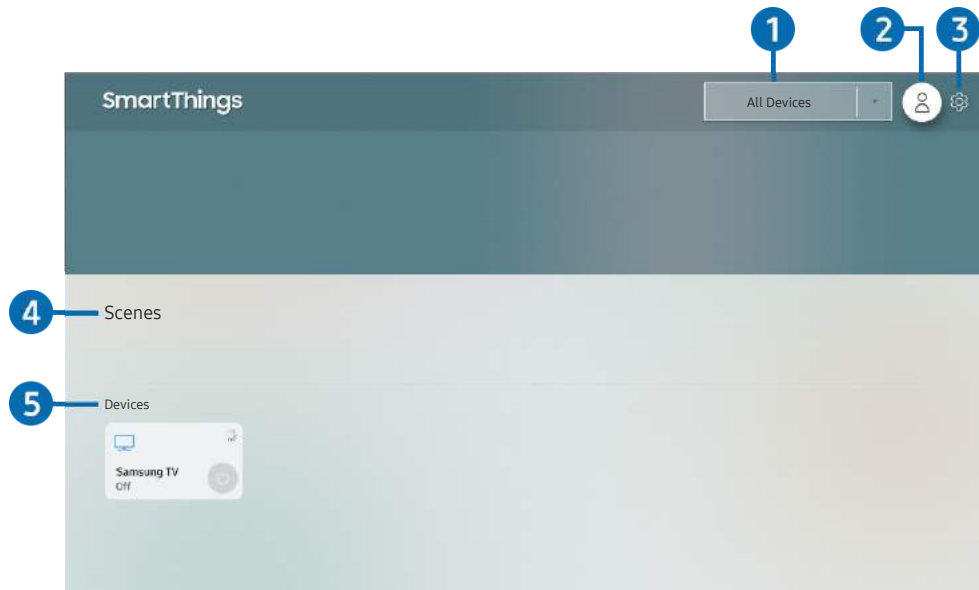 1 2 3
SmartThings
All Devices
4 Scenes
5 Devices
Samsung TV
Off